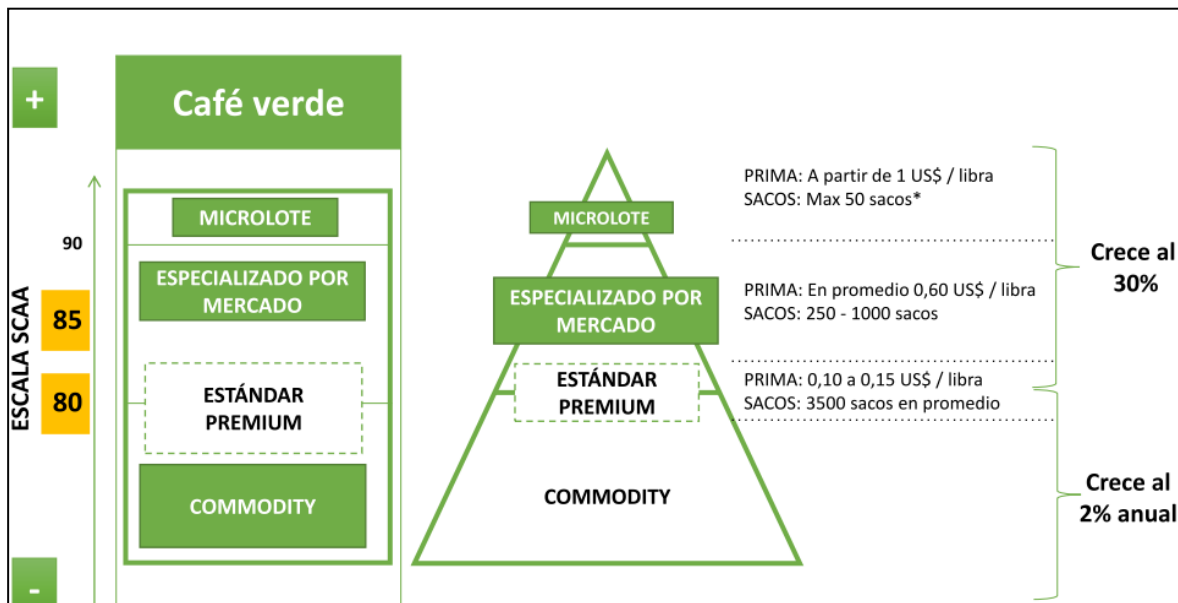 +
Café verde
MICROLOTE
90
ESPECIALIZADO POR
MERCADO
85
ESCALA SCAA
80
ESTÁNDAR
PREMIUM
COMMODITY
-
MICROLOTE
ESPECIALIZADO POR
MERCADO
ESTÁNDAR
PREMIUM
COMMODITY
PRIMA: A partir de 1 US$ / libra
SACOS: Max 50 sacos*
PRIMA: En promedio 0,60 US$ / libra
SACOS: 250 - 1000 sacos
PRIMA: 0,10 a 0,15 US$ / libra
SACOS: 3500 sacos en promedio
Crece al
30%
Crece al
2% anual